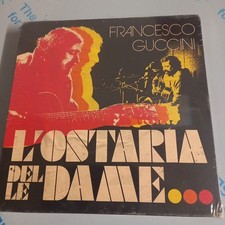 FRANCESCO
GUCCINI
L'OSTARIA
DEL
LE DAME...